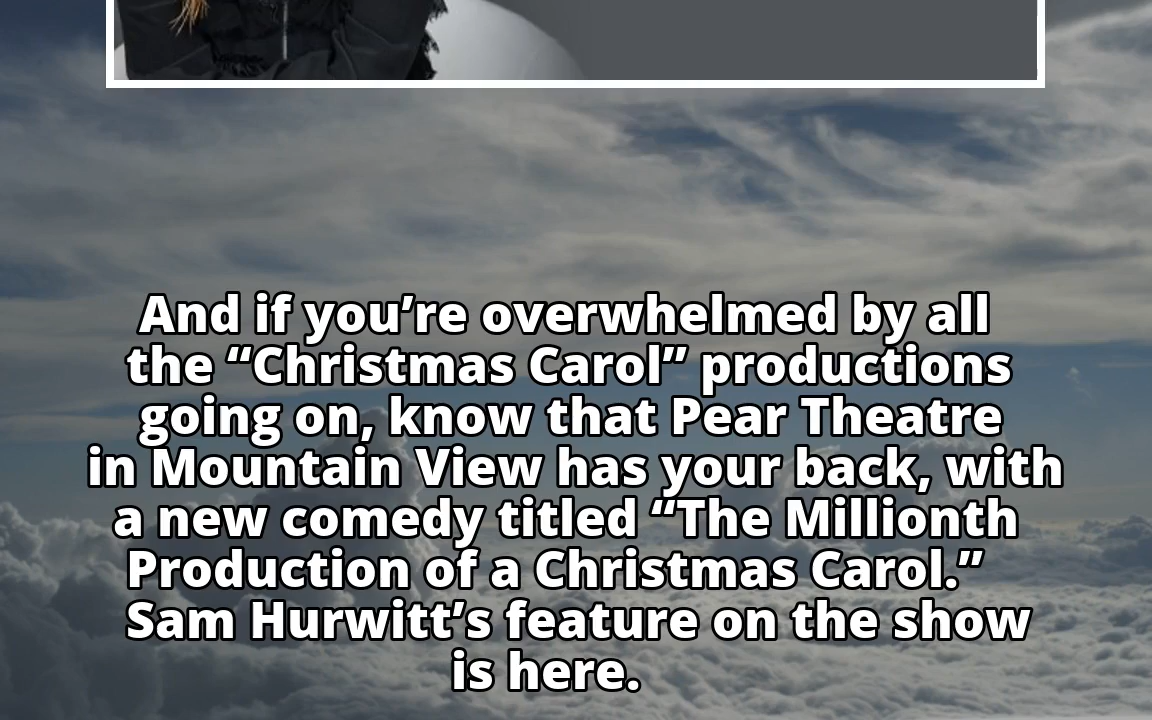 And if you’re overwhelmed by all
the “Christmas Carol” productions
going on, know that Pear Theatre
in Mountain View has your back, with
a new comedy titled “The Millionth
Production of a Christmas Carol.”
Sam Hurwitt’s feature on the show
is here.